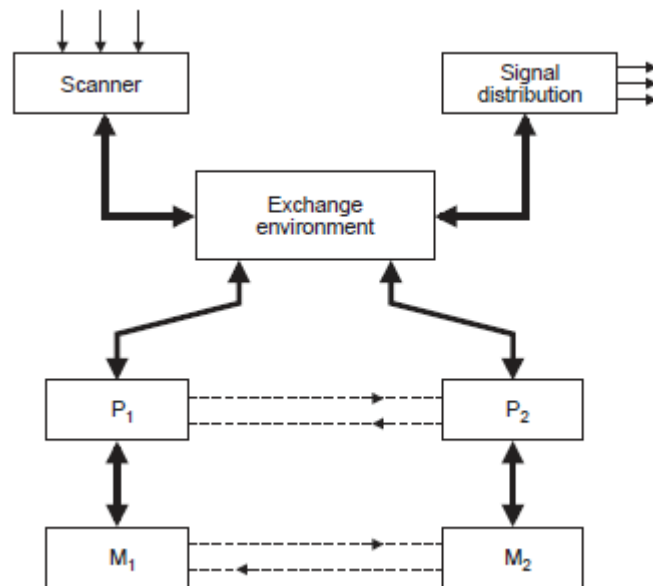 Scanner
Signal
distribution
Exchange
environment
P₁
P₂
M₁
M₂